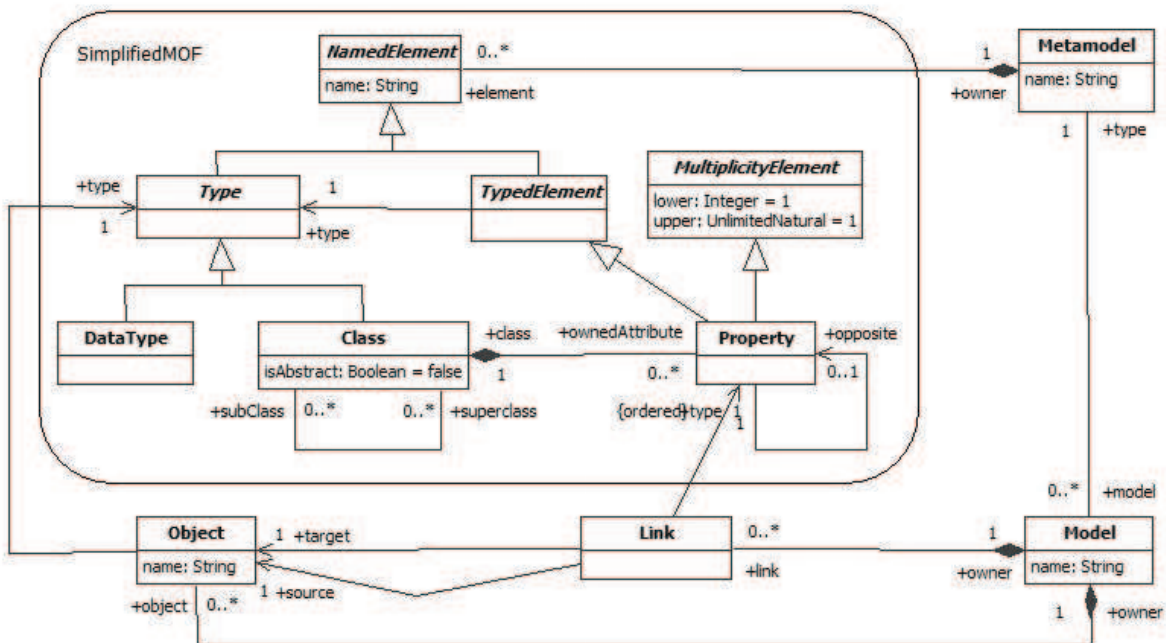 SimplifiedMOF
NamedElement
name: String
0..*
+element
1
+owner
Metamodel
name: String
1
+type
+type
1
Type
1
+type
TypedElement
MultiplicityElement
lower: Integer = 1
upper: UnlimitedNatural = 1
DataType
Class
isAbstract: Boolean = false
+class
1
+ownedAttribute
0..*
{ordered}
Property
+opposite
0..1
1
+type 1
+subClass
0..*
0..*
+superclass
0..*
+model
Object
name: String
1
+target
1
+source
Link
0..*
+link
1
+owner
Model
name: String
+object
0..*
1
+owner